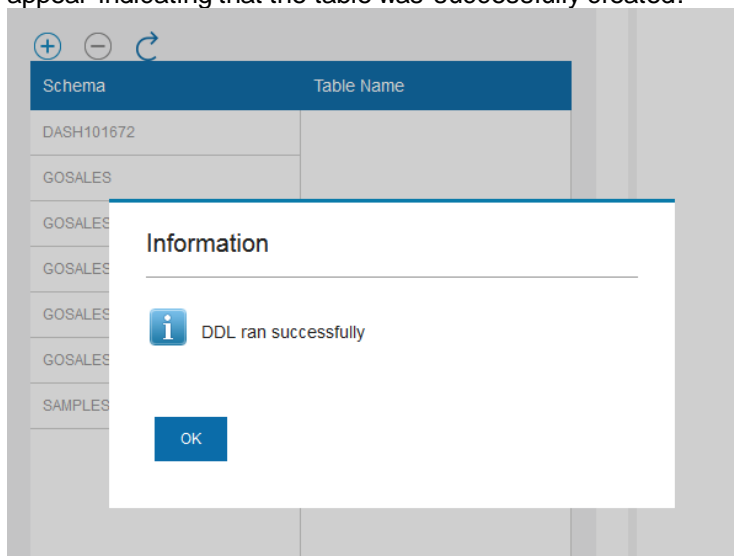 appear indicating that the table was successfully created.
Schema Table Name
DASH101672
GOSALES
GOSALES
GOSALES
GOSALES
GOSALES
SAMPLES
Information
DDL ran successfully
OK